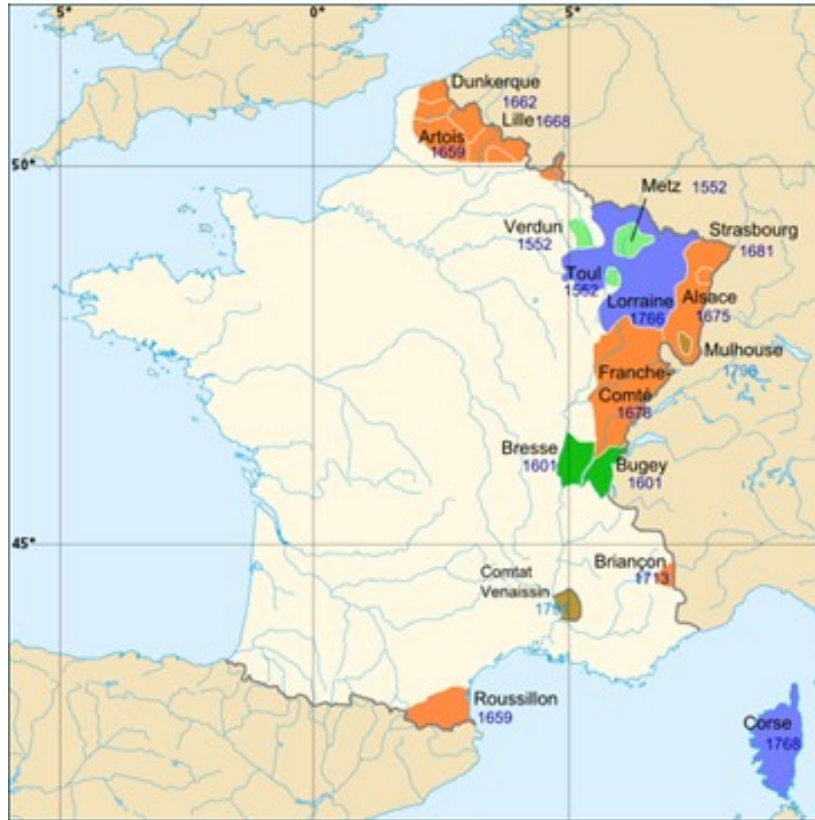 5°
0°
5°
Dunkerque
1662
Lille 1668
Artois
1659
50°
Metz 1552
Verdun
1552
Strasbourg
1681
Toul
1552
Lorraine
1766
Alsace
1675
Mulhouse
1798
Franche-
Comté
1678
Bresse
1601
Bugey
1601
45°
Briançon
1713
Comtat
Venaissin
1791
Roussillon
1659
Corse
1768